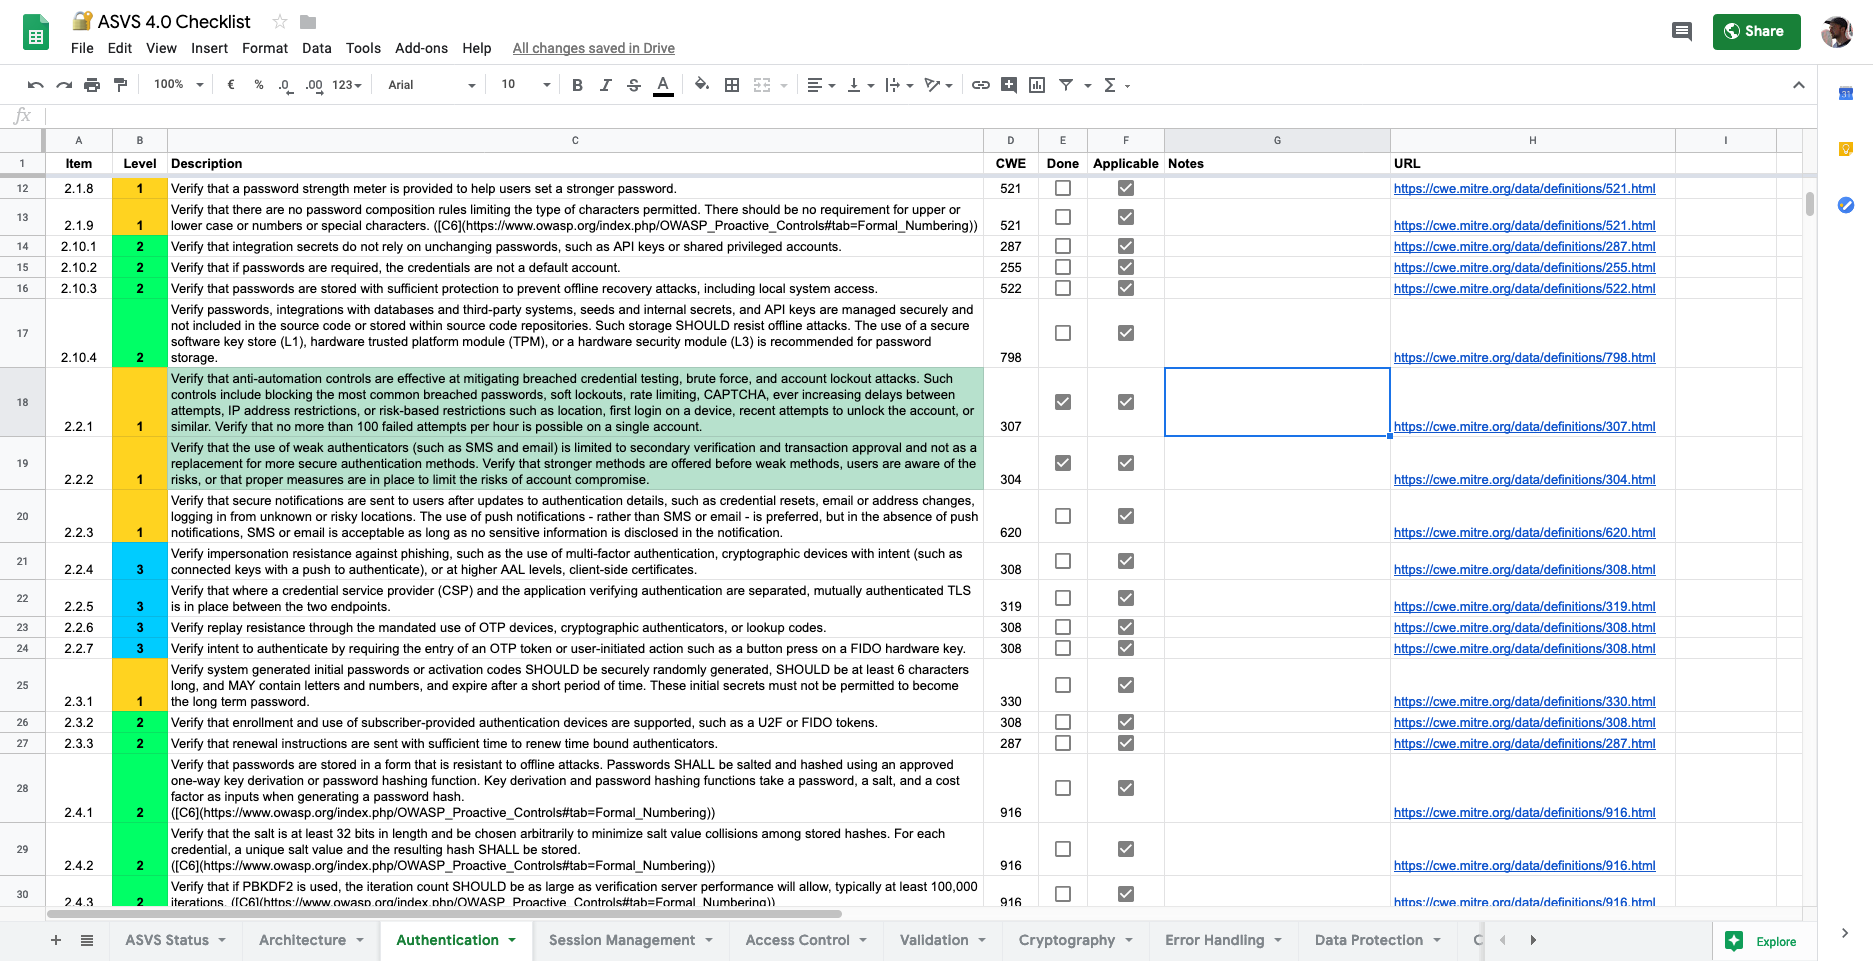 ASVS 4.0 Checklist
File Edit View Insert Format Data Tools Add-ons Help All changes saved in Drive
Share
100% € % .0 .00 123 Arial 10 B I S A Σ
31
fx
A B C D E F G H I
1 Item Level Description CWE Done Applicable Notes URL
12 2.1.8 1 Verify that a password strength meter is provided to help users set a stronger password. 521 https://cwe.mitre.org/data/definitions/521.html
13 Verify that there are no password composition rules limiting the type of characters permitted. There should be no requirement for upper or
2.1.9 1 lower case or numbers or special characters. ([C6](https://www.owasp.org/index.php/OWASP_Proactive_Controls#tab=Formal_Numbering)) 521 https://cwe.mitre.org/data/definitions/521.html
14 2.10.1 2 Verify that integration secrets do not rely on unchanging passwords, such as API keys or shared privileged accounts. 287 https://cwe.mitre.org/data/definitions/287.html
15 2.10.2 2 Verify that if passwords are required, the credentials are not a default account. 255 https://cwe.mitre.org/data/definitions/255.html
16 2.10.3 2 Verify that passwords are stored with sufficient protection to prevent offline recovery attacks, including local system access. 522 https://cwe.mitre.org/data/definitions/522.html
Verify passwords, integrations with databases and third-party systems, seeds and internal secrets, and API keys are managed securely and
17 not included in the source code or stored within source code repositories. Such storage SHOULD resist offline attacks. The use of a secure
software key store (L1), hardware trusted platform module (TPM), or a hardware security module (L3) is recommended for password
2.10.4 2 storage. 798 https://cwe.mitre.org/data/definitions/798.html
Verify that anti-automation controls are effective at mitigating breached credential testing, brute force, and account lockout attacks. Such
18 controls include blocking the most common breached passwords, soft lockouts, rate limiting, CAPTCHA, ever increasing delays between
attempts, IP address restrictions, or risk-based restrictions such as location, first login on a device, recent attempts to unlock the account, or
2.2.1 1 similar. Verify that no more than 100 failed attempts per hour is possible on a single account. 307 https://cwe.mitre.org/data/definitions/307.html
Verify that the use of weak authenticators (such as SMS and email) is limited to secondary verification and transaction approval and not as a
19 replacement for more secure authentication methods. Verify that stronger methods are offered before weak methods, users are aware of the
2.2.2 1 risks, or that proper measures are in place to limit the risks of account compromise. 304 https://cwe.mitre.org/data/definitions/304.html
Verify that secure notifications are sent to users after updates to authentication details, such as credential resets, email or address changes,
20 logging in from unknown or risky locations. The use of push notifications - rather than SMS or email - is preferred, but in the absence of push
2.2.3 1 notifications, SMS or email is acceptable as long as no sensitive information is disclosed in the notification. 620 https://cwe.mitre.org/data/definitions/620.html
21 Verify impersonation resistance against phishing, such as the use of multi-factor authentication, cryptographic devices with intent (such as
2.2.4 3 connected keys with a push to authenticate), or at higher AAL levels, client-side certificates. 308 https://cwe.mitre.org/data/definitions/308.html
22 Verify that where a credential service provider (CSP) and the application verifying authentication are separated, mutually authenticated TLS
2.2.5 3 is in place between the two endpoints. 319 https://cwe.mitre.org/data/definitions/319.html
23 2.2.6 3 Verify replay resistance through the mandated use of OTP devices, cryptographic authenticators, or lookup codes. 308 https://cwe.mitre.org/data/definitions/308.html
24 2.2.7 3 Verify intent to authenticate by requiring the entry of an OTP token or user-initiated action such as a button press on a FIDO hardware key. 308 https://cwe.mitre.org/data/definitions/308.html
Verify system generated initial passwords or activation codes SHOULD be securely randomly generated, SHOULD be at least 6 characters
25 long, and MAY contain letters and numbers, and expire after a short period of time. These initial secrets must not be permitted to become
2.3.1 1 the long term password. 330 https://cwe.mitre.org/data/definitions/330.html
26 2.3.2 2 Verify that enrollment and use of subscriber-provided authentication devices are supported, such as a U2F or FIDO tokens. 308 https://cwe.mitre.org/data/definitions/308.html
27 2.3.3 2 Verify that renewal instructions are sent with sufficient time to renew time bound authenticators. 287 https://cwe.mitre.org/data/definitions/287.html
Verify that passwords are stored in a form that is resistant to offline attacks. Passwords SHALL be salted and hashed using an approved
28 one-way key derivation or password hashing function. Key derivation and password hashing functions take a password, a salt, and a cost
factor as inputs when generating a password hash.
2.4.1 2 ([C6](https://www.owasp.org/index.php/OWASP_Proactive_Controls#tab=Formal_Numbering)) 916 https://cwe.mitre.org/data/definitions/916.html
Verify that the salt is at least 32 bits in length and be chosen arbitrarily to minimize salt value collisions among stored hashes. For each
29 credential, a unique salt value and the resulting hash SHALL be stored.
2.4.2 2 ([C6](https://www.owasp.org/index.php/OWASP_Proactive_Controls#tab=Formal_Numbering)) 916 https://cwe.mitre.org/data/definitions/916.html
30 Verify that if PBKDF2 is used, the iteration count SHOULD be as large as verification server performance will allow, typically at least 100,000
2.4.3 2 iterations. ([C6](https://www.owasp.org/index.php/OWASP_Proactive_Controls#tab=Formal_Numbering)) 916 https://cwe.mitre.org/data/definitions/916.html
+ ASVS Status Architecture Authentication Session Management Access Control Validation Cryptography Error Handling Data Protection C Explore